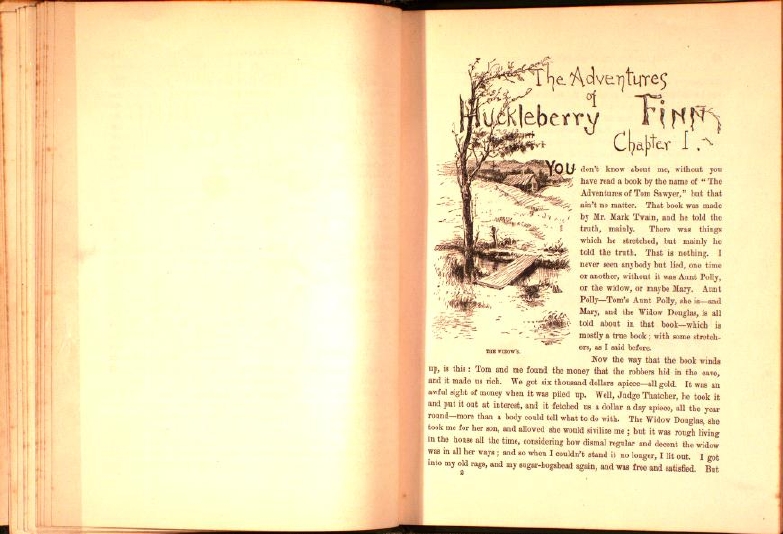 The Adventures
of
Huckleberry Finn
Chapter I.
YOU don't know about me, without you
have read a book by the name of "The
Adventures of Tom Sawyer," but that
ain't no matter. That book was made
by Mr. Mark Twain, and he told the
truth, mainly. There was things
which he stretched, but mainly he
told the truth. That is nothing. I
never seen anybody but lied, one time
or another, without it was Aunt Polly,
or the widow, or maybe Mary. Aunt
Polly—Tom's Aunt Polly, she is—and
Mary, and the Widow Douglas, is all
told about in that book—which is
mostly a true book; with some stretch-
ers, as I said before.
THE WIDOW'S.
Now the way that the book winds
up, is this: Tom and me found the money that the robbers hid in the cave,
and it made us rich. We got six thousand dollars apiece—all gold. It was an
awful sight of money when it was piled up. Well, Judge Thatcher, he took it
and put it out at interest, and it fetched us a dollar a day apiece, all the year
round—more than a body could tell what to do with. The Widow Douglas, she
took me for her son, and allowed she would sivilize me; but it was rough living
in the house all the time, considering how dismal regular and decent the widow
was in all her ways; and so when I couldn't stand it no longer, I lit out. I got
into my old rags, and my sugar-hogshead again, and was free and satisfied. But
2